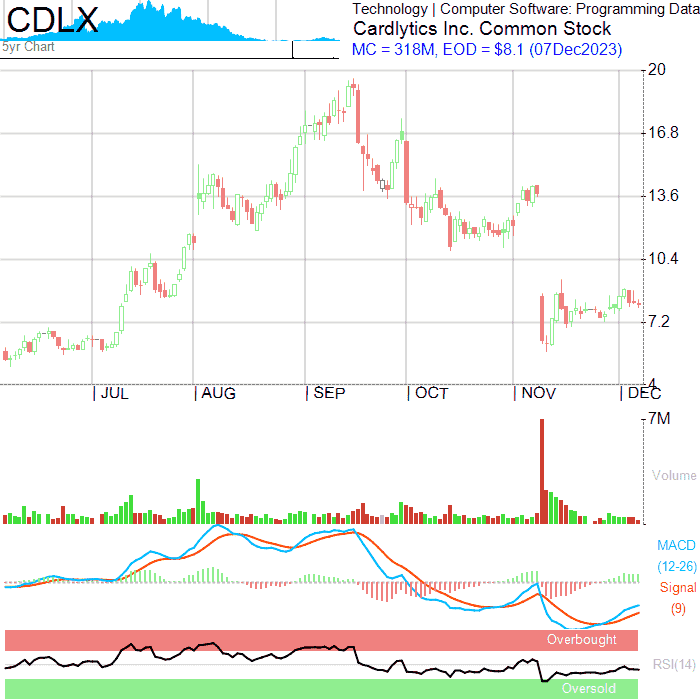 CDLX
5yr Chart
Technology | Computer Software: Programming Data
Cardlytics Inc. Common Stock
MC = 318M, EOD = $8.1 (07Dec2023)
20
16.8
13.6
10.4
7.2
4
JUL AUG SEP OCT NOV DEC
7M
Volume
MACD
(12-26)
Signal
(9)
Overbought
RSI(14)
Oversold